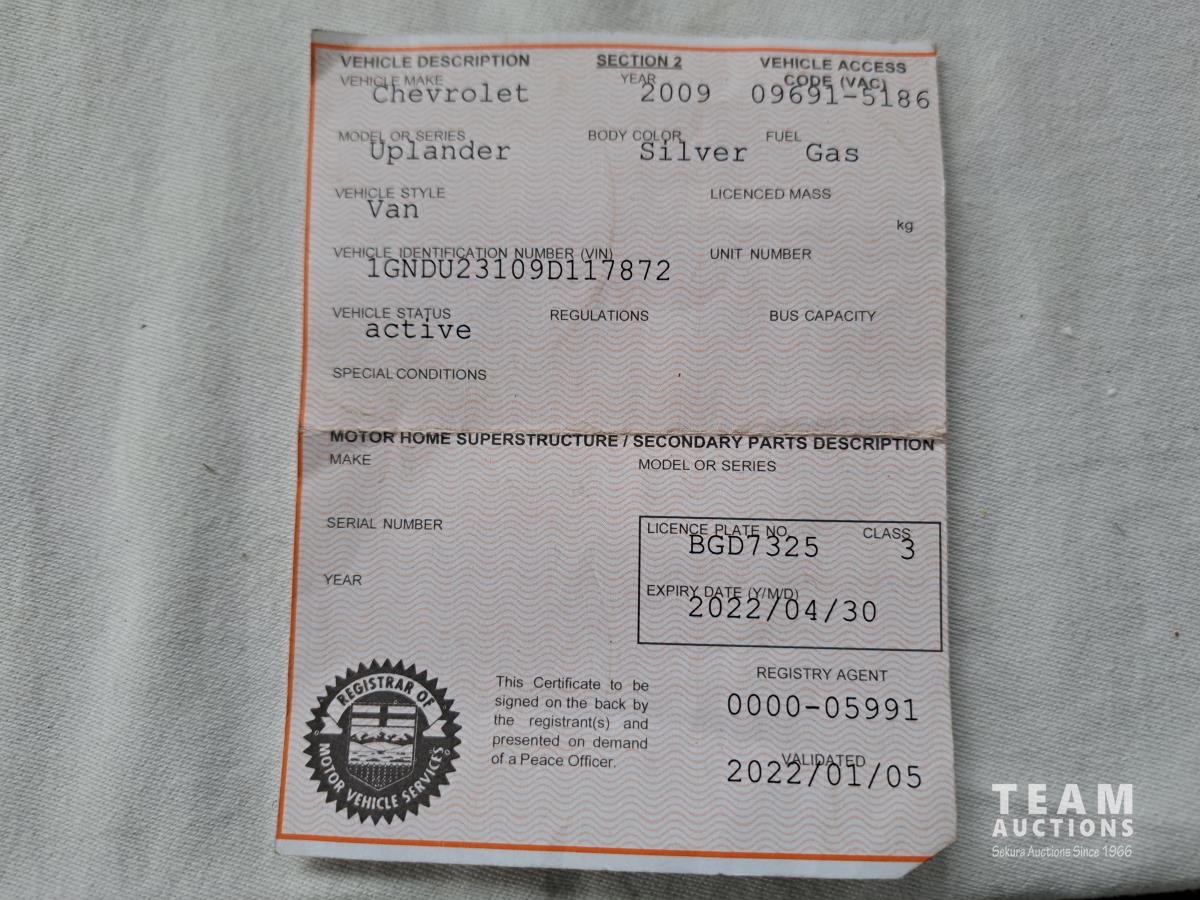 VEHICLE DESCRIPTION SECTION 2 VEHICLE ACCESS
VEHICLE MAKE YEAR CODE (VAC)
Chevrolet 2009 09691-5186
MODEL OR SERIES BODY COLOR FUEL
Uplander Silver Gas
VEHICLE STYLE LICENCED MASS
Van
kg
VEHICLE IDENTIFICATION NUMBER (VIN) UNIT NUMBER
1GNDU23109D117872
VEHICLE STATUS REGULATIONS BUS CAPACITY
active
SPECIAL CONDITIONS
MOTOR HOME SUPERSTRUCTURE / SECONDARY PARTS DESCRIPTION
MAKE MODEL OR SERIES
SERIAL NUMBER
LICENCE PLATE NO. CLASS
BGD7325 3
YEAR
EXPIRY DATE (Y/M/D)
2022/04/30
REGISTRAR OF
MOTOR VEHICLE SERVICES
This Certificate to be
signed on the back by
the registrant(s) and
presented on demand
of a Peace Officer.
REGISTRY AGENT
0000-05991
VALIDATED
2022/01/05
TEAM
AUCTIONS
Sekura Auctions Since 1966